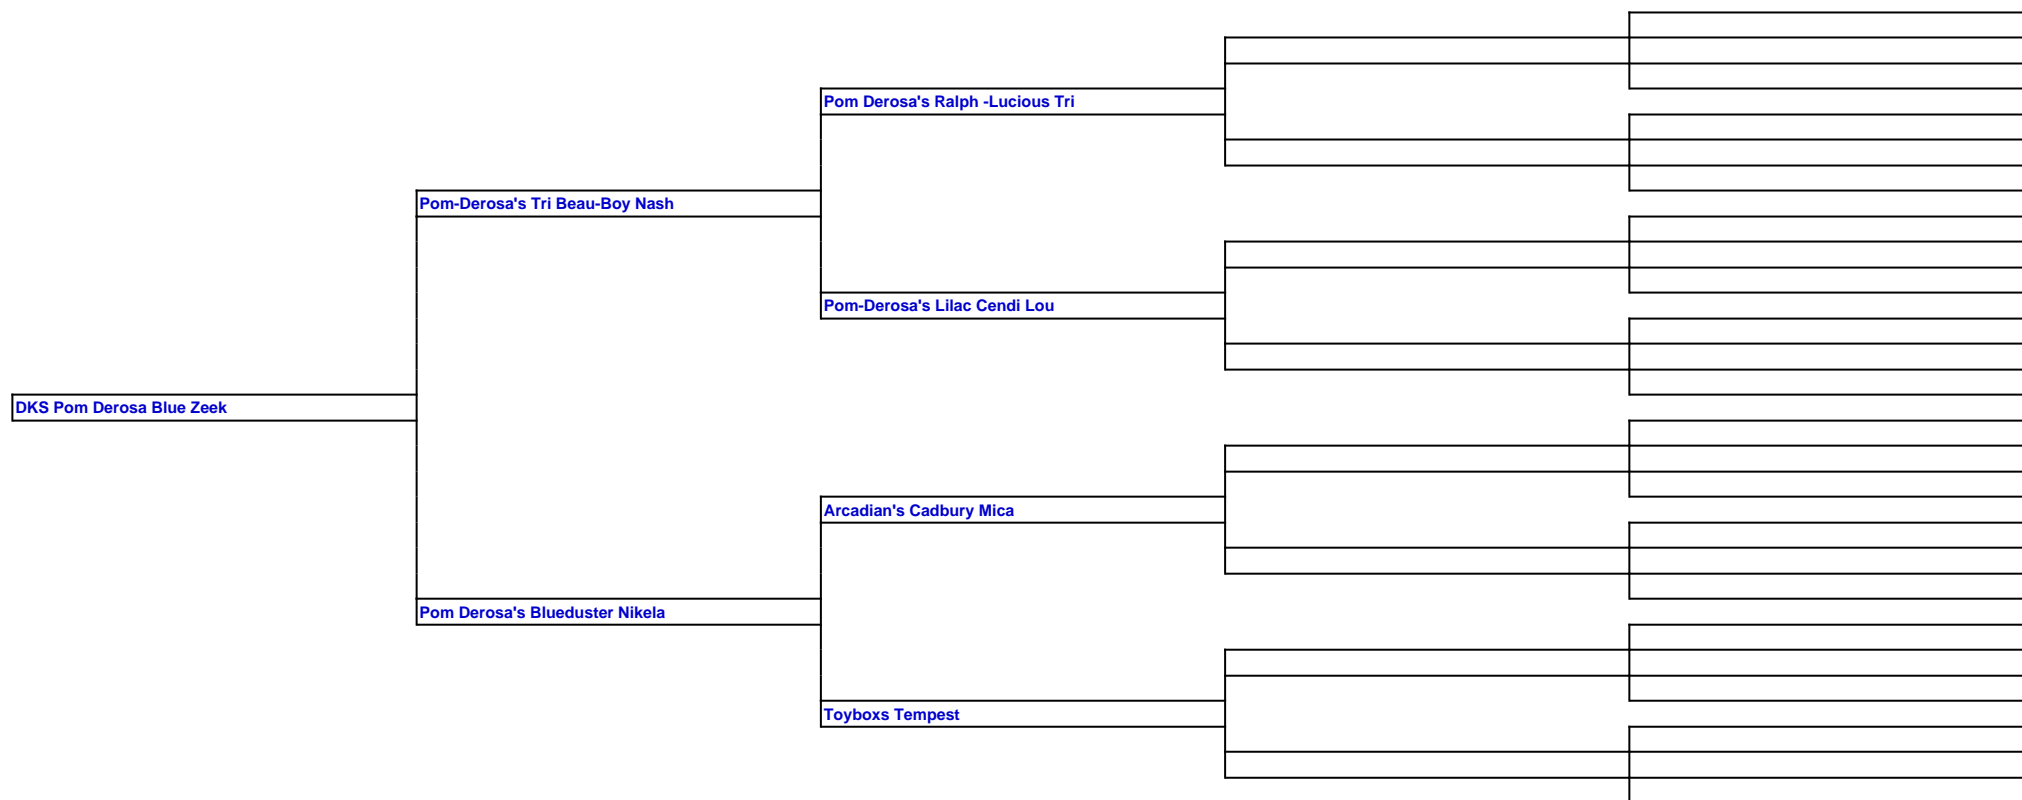 Pom Derosa's Ralph -Lucious Tri
Pom-Derosa's Tri Beau-Boy Nash
Pom-Derosa's Lilac Cendi Lou
DKS Pom Derosa Blue Zeek
Arcadian's Cadbury Mica
Pom Derosa's Blueduster Nikela
Toyboxs Tempest